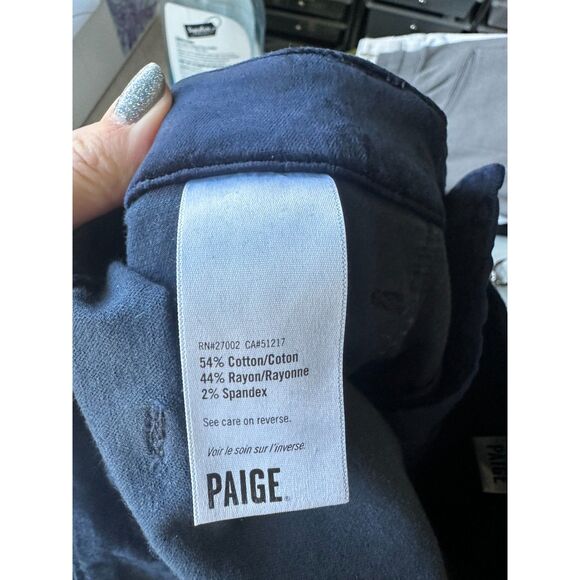 RN#27002 CA#51217
54% Cotton/Coton
44% Rayon/Rayonne
2% Spandex
See care on reverse.
Voir le soin sur l'inverse.
PAIGE
PAIGE